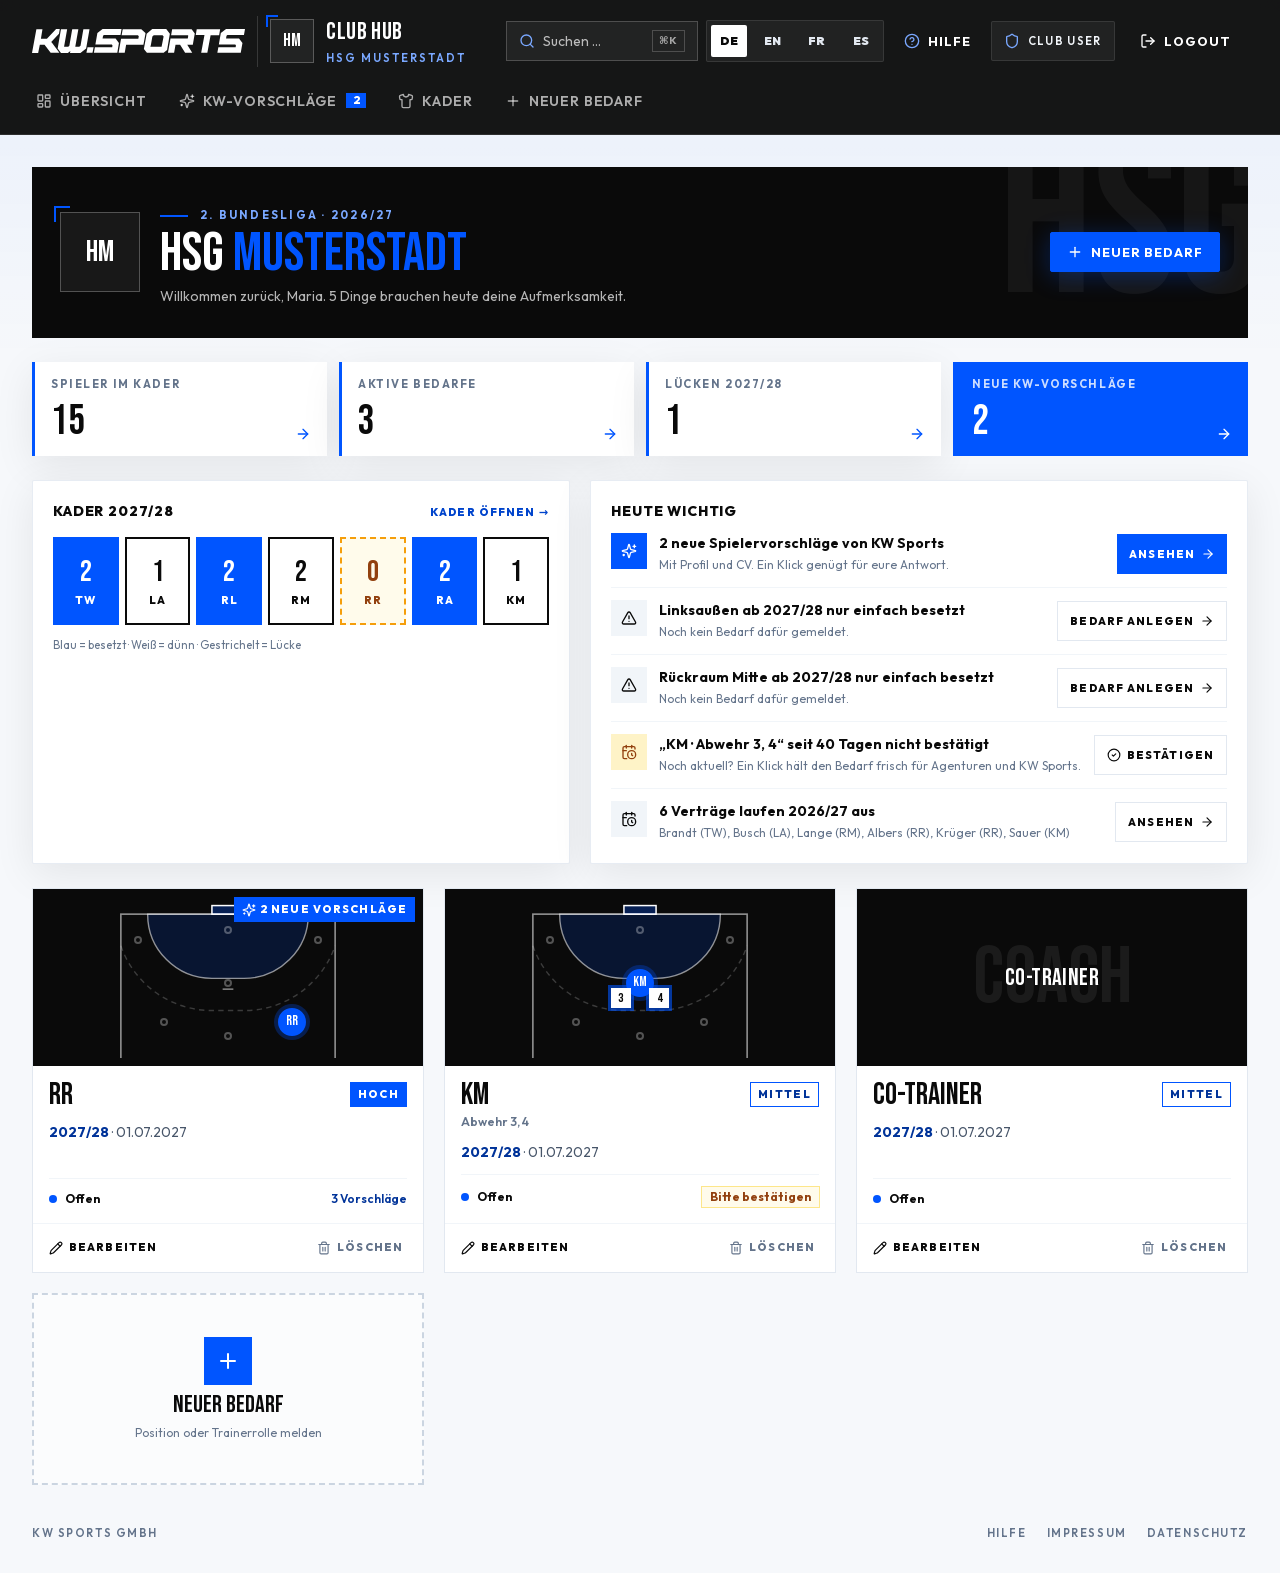 KW.SPORTS
HM
CLUB HUB
HSG MUSTERSTADT
Suchen ...
⌘K
DE EN FR ES
HILFE
CLUB USER
LOGOUT
ÜBERSICHT
KW-VORSCHLÄGE 2
KADER
NEUER BEDARF
HSG
HM
2. BUNDESLIGA · 2026/27
HSG MUSTERSTADT
Willkommen zurück, Maria. 5 Dinge brauchen heute deine Aufmerksamkeit.
NEUER BEDARF
SPIELER IM KADER
15
AKTIVE BEDARFE
3
LÜCKEN 2027/28
1
NEUE KW-VORSCHLÄGE
2
KADER 2027/28
KADER ÖFFNEN →
2 1 2 2 0 2 1
TW LA RL RM RR RA KM
Blau = besetzt · Weiß = dünn · Gestrichelt = Lücke
HEUTE WICHTIG
2 neue Spielervorschläge von KW Sports
Mit Profil und CV. Ein Klick genügt für eure Antwort.
ANSEHEN
Linksaußen ab 2027/28 nur einfach besetzt
Noch kein Bedarf dafür gemeldet.
BEDARF ANLEGEN
Rückraum Mitte ab 2027/28 nur einfach besetzt
Noch kein Bedarf dafür gemeldet.
BEDARF ANLEGEN
„KM · Abwehr 3, 4“ seit 40 Tagen nicht bestätigt
Noch aktuell? Ein Klick hält den Bedarf frisch für Agenturen und KW Sports.
BESTÄTIGEN
6 Verträge laufen 2026/27 aus
Brandt (TW), Busch (LA), Lange (RM), Albers (RR), Krüger (RR), Sauer (KM)
ANSEHEN
2 NEUE VORSCHLÄGE
RR
RR
HOCH
2027/28 · 01.07.2027
Offen
3 Vorschläge
BEARBEITEN
LÖSCHEN
KM
3 4
KM
MITTEL
Abwehr 3,4
2027/28 · 01.07.2027
Offen
Bitte bestätigen
BEARBEITEN
LÖSCHEN
COACH
CO-TRAINER
CO-TRAINER
MITTEL
2027/28 · 01.07.2027
Offen
BEARBEITEN
LÖSCHEN
NEUER BEDARF
Position oder Trainerrolle melden
KW SPORTS GMBH
HILFE
IMPRESSUM
DATENSCHUTZ